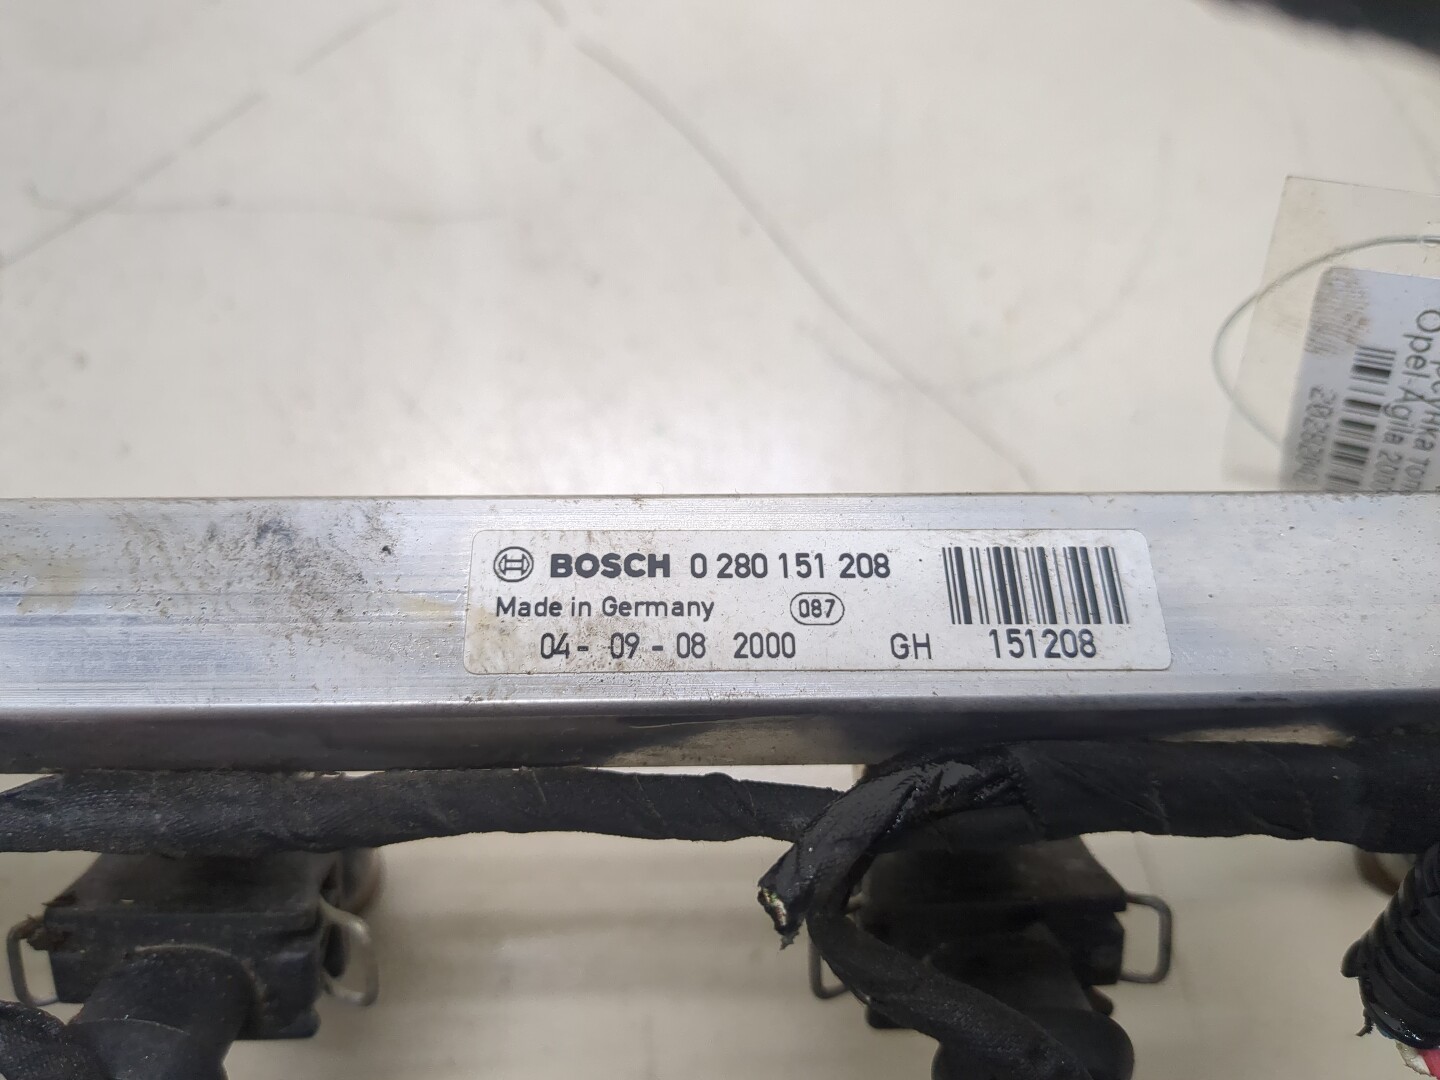 BOSCH 0 280 151 208
Made in Germany 087
04- 09 - 08 2000 GH 151208
Opel Agila